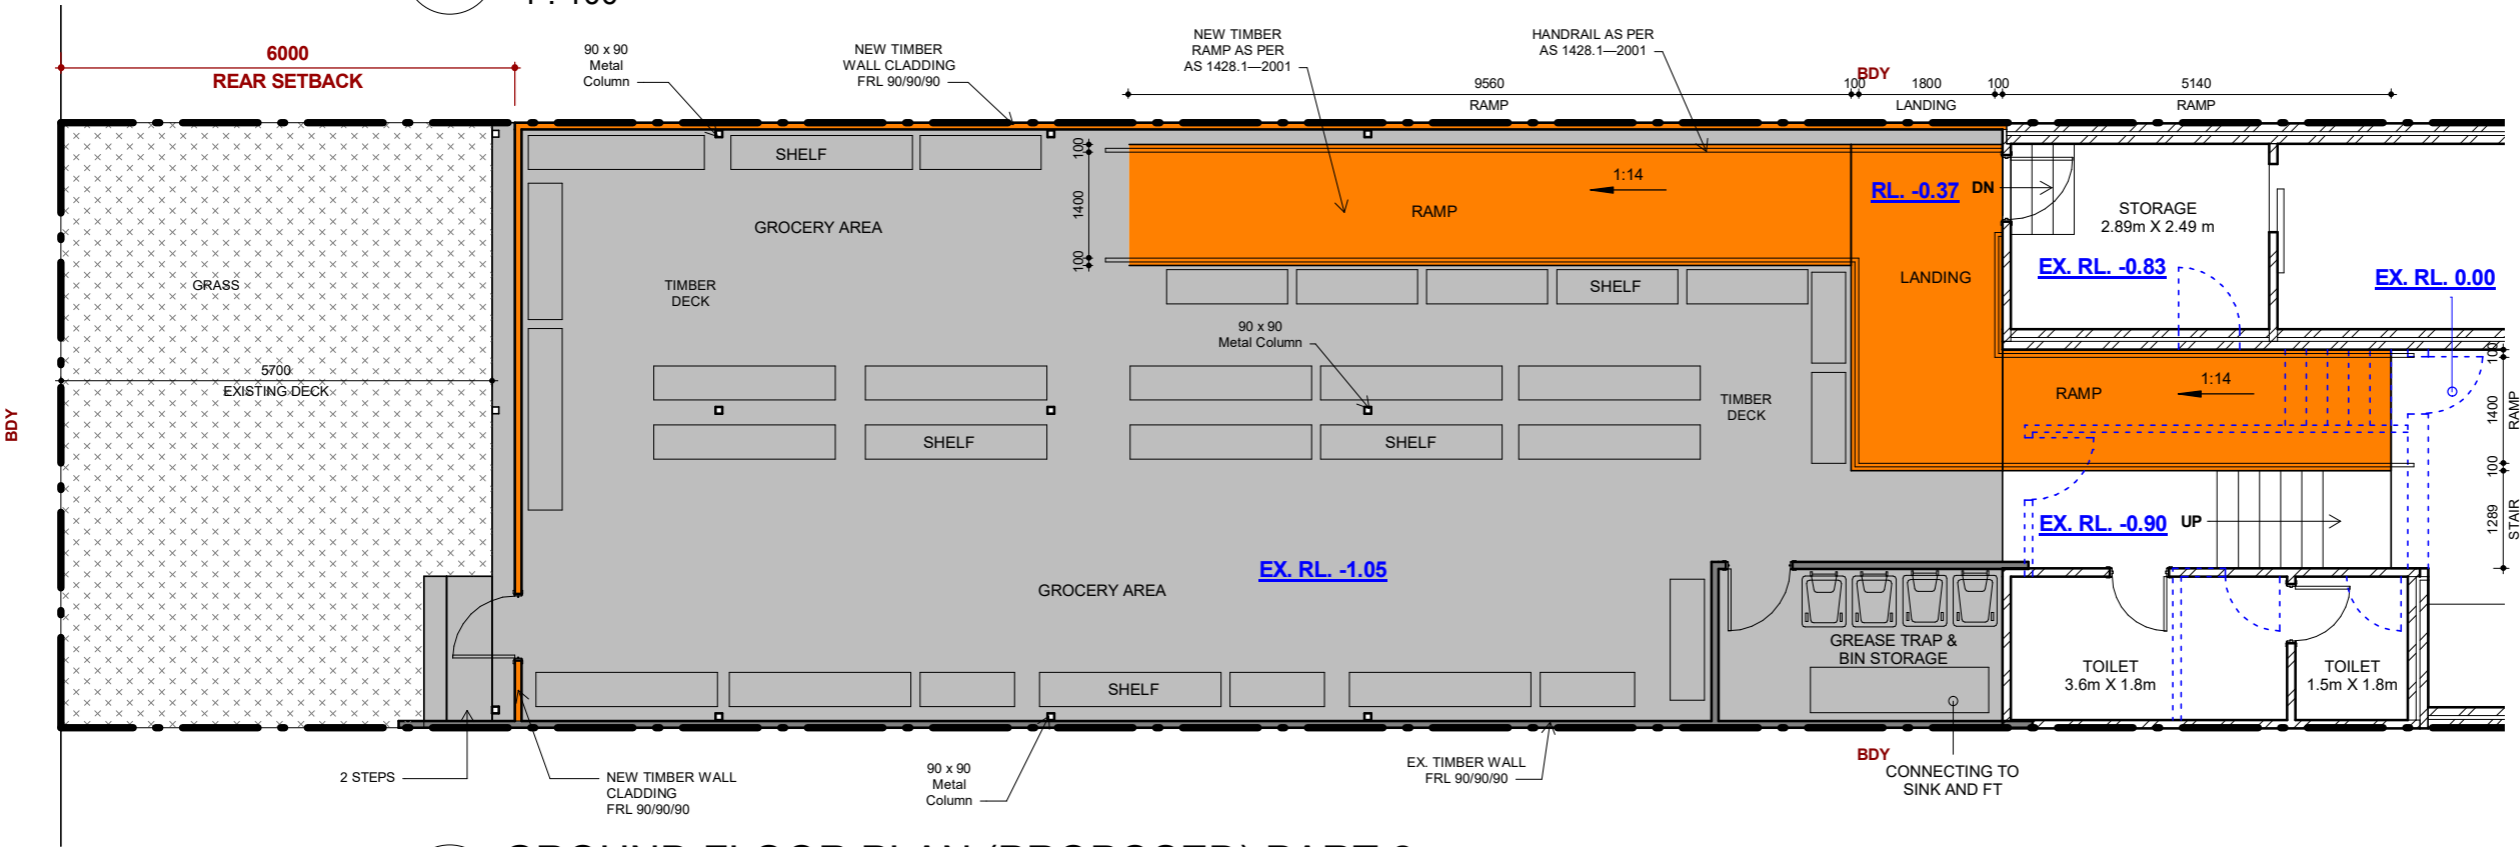 6000
REAR SETBACK
90 x 90
Metal
Column
NEW TIMBER
WALL CLADDING
FRL 90/90/90
NEW TIMBER
RAMP AS PER
AS 1428.1—2001
HANDRAIL AS PER
AS 1428.1—2001
BDY
9560
100
1800
100
5140
RAMP
LANDING
RAMP
SHELF
100
1400
100
1:14
RAMP
RL. -0.37
DN
STORAGE
2.89m X 2.49 m
GROCERY AREA
EX. RL. -0.83
EX. RL. 0.00
LANDING
GRASS
TIMBER
DECK
SHELF
90 x 90
Metal Column
5700
EXISTING DECK
BDY
TIMBER
DECK
RAMP
1:14
100
1400
RAMP
100
SHELF
SHELF
EX. RL. -0.90
UP
1289
STAIR
EX. RL. -1.05
GROCERY AREA
GREASE TRAP &
BIN STORAGE
TOILET
3.6m X 1.8m
TOILET
1.5m X 1.8m
SHELF
2 STEPS
NEW TIMBER WALL
CLADDING
FRL 90/90/90
90 x 90
Metal
Column
EX. TIMBER WALL
FRL 90/90/90
BDY
CONNECTING TO
SINK AND FT
GROUND FLOOR PLAN (PROPOSED) PART 2